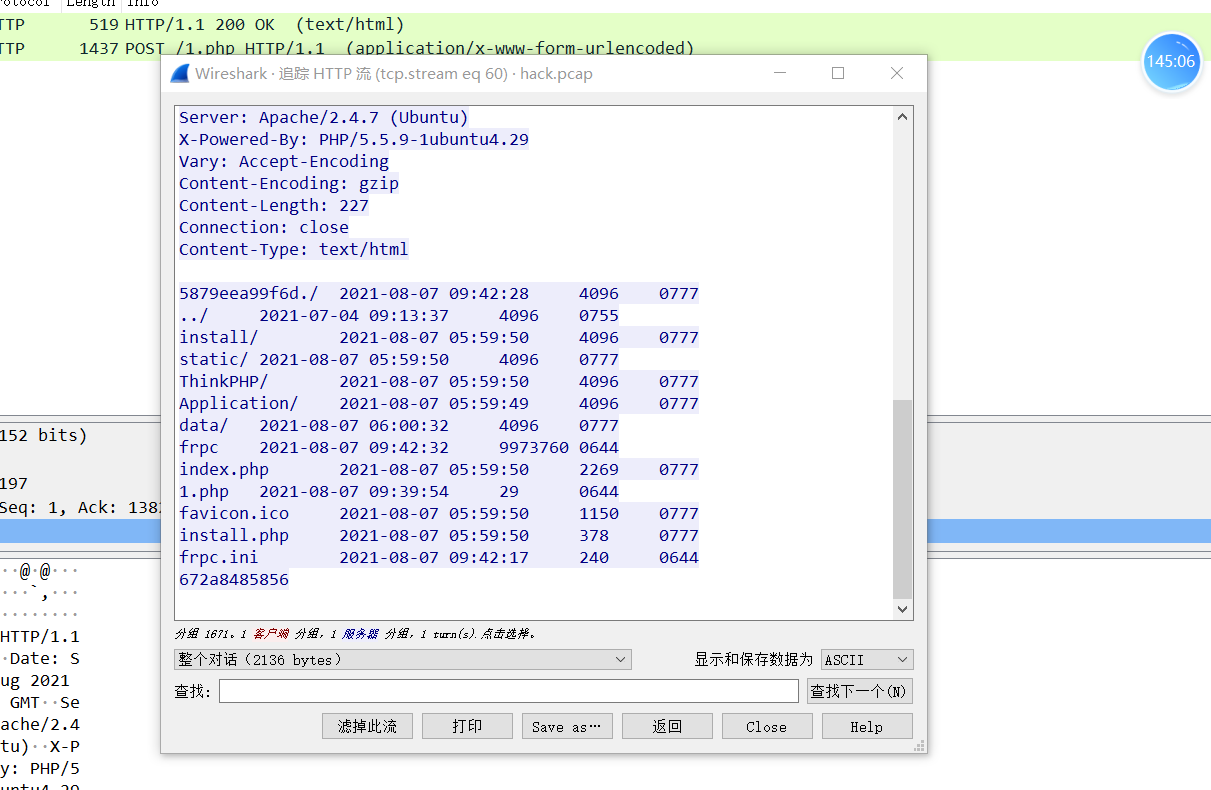 Length Info
TTP 519 HTTP/1.1 200 OK (text/html)
TTP 1437 POST /1.php HTTP/1.1 (application/x-www-form-urlencoded)
145:06
Wireshark · 追踪 HTTP 流 (tcp.stream eq 60) · hack.pcap
Server: Apache/2.4.7 (Ubuntu)
X-Powered-By: PHP/5.5.9-1ubuntu4.29
Vary: Accept-Encoding
Content-Encoding: gzip
Content-Length: 227
Connection: close
Content-Type: text/html
5879eea99f6d./ 2021-08-07 09:42:28 4096 0777
../ 2021-07-04 09:13:37 4096 0755
install/ 2021-08-07 05:59:50 4096 0777
static/ 2021-08-07 05:59:50 4096 0777
ThinkPHP/ 2021-08-07 05:59:50 4096 0777
Application/ 2021-08-07 05:59:49 4096 0777
data/ 2021-08-07 06:00:32 4096 0777
frpc 2021-08-07 09:42:32 9973760 0644
index.php 2021-08-07 05:59:50 2269 0777
1.php 2021-08-07 09:39:54 29 0644
favicon.ico 2021-08-07 05:59:50 1150 0777
install.php 2021-08-07 05:59:50 378 0777
frpc.ini 2021-08-07 09:42:17 240 0644
672a8485856
152 bits)
197
Seq: 1, Ack: 1382
··@·@···
···`,···
········
HTTP/1.1
·Date: S
ug 2021
GMT··Se
ache/2.4
tu)··X-P
y: PHP/5
untu4.29
分组 1671。1 客户端 分组, 1 服务器 分组, 1 turn(s).点击选择。
整个对话 (2136 bytes)
显示和保存数据为 ASCII
查找:
查找下一个(N)
滤掉此流
打印
Save as…
返回
Close
Help